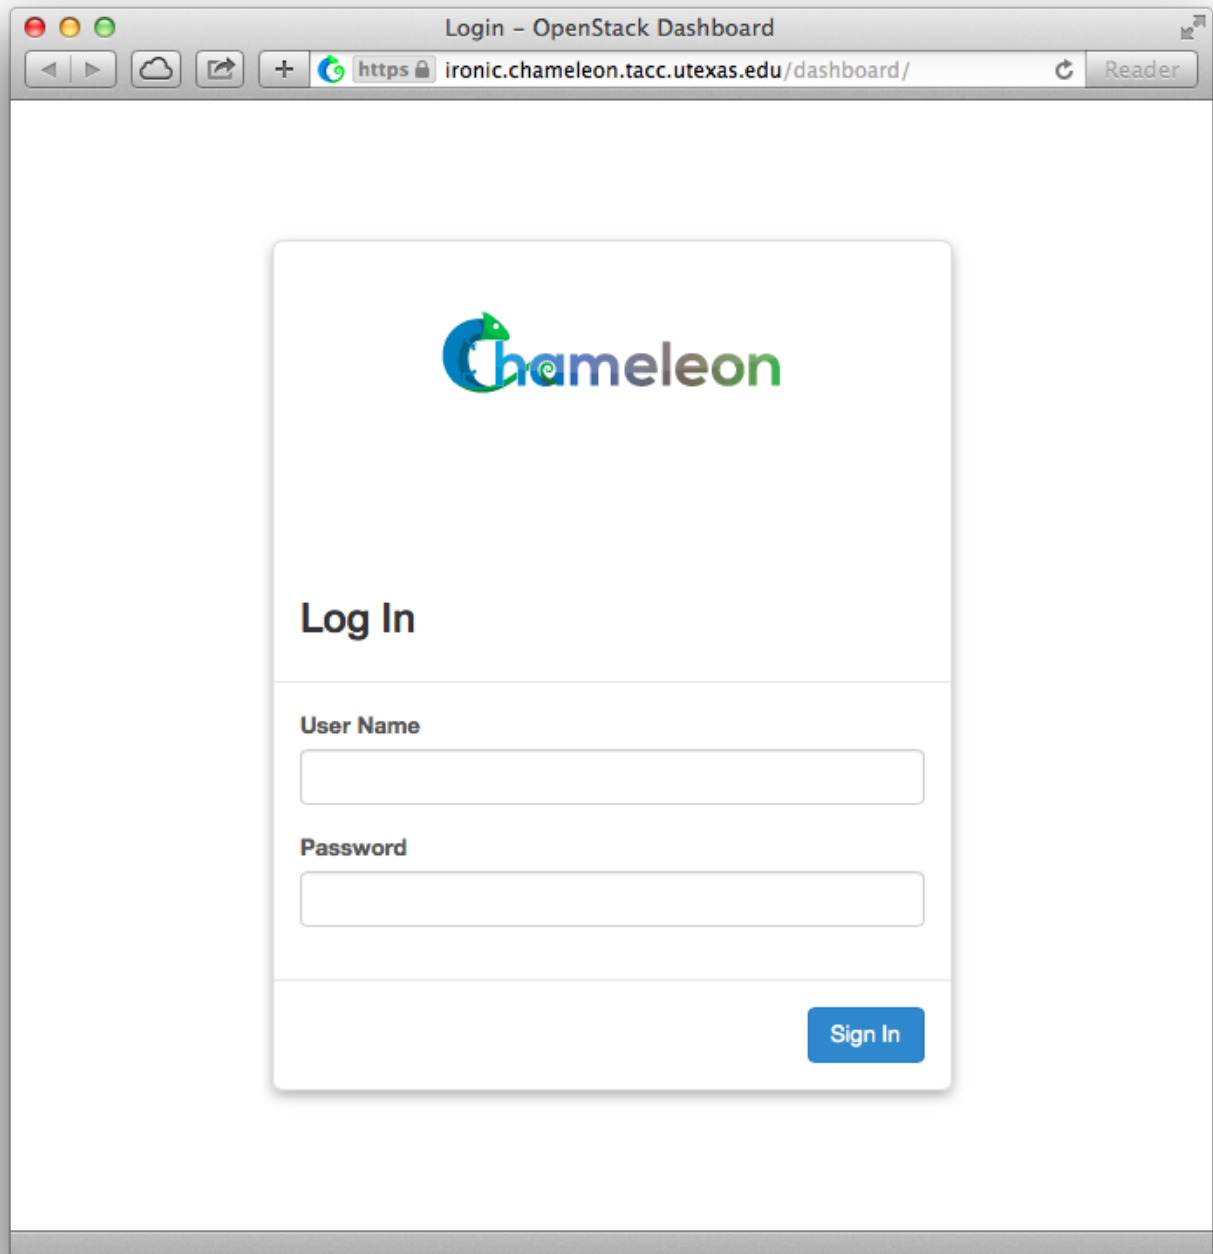 Login – OpenStack Dashboard
https ironic.chameleon.tacc.utexas.edu/dashboard/ Reader
Chameleon
Log In
User Name
Password
Sign In